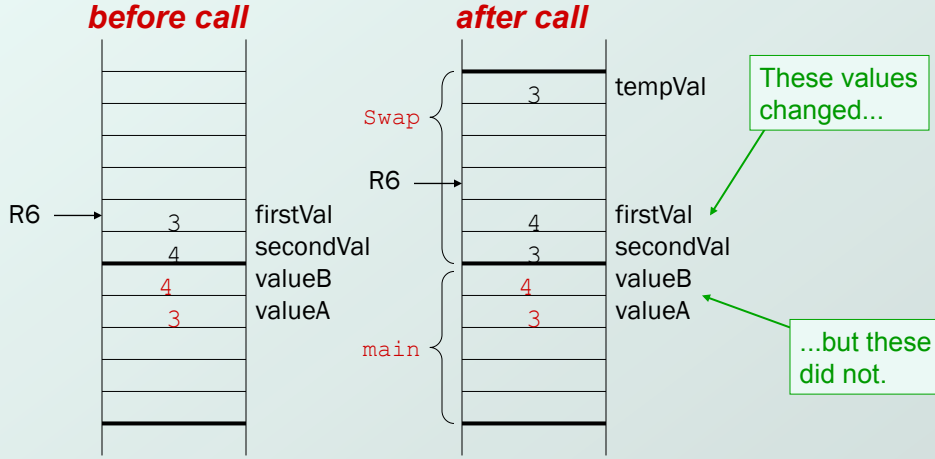 before call
after call
3
tempVal
These values
changed...
Swap
R6
R6
3
firstVal
4
firstVal
4
secondVal
3
secondVal
4
valueB
4
valueB
3
valueA
3
valueA
main
...but these
did not.